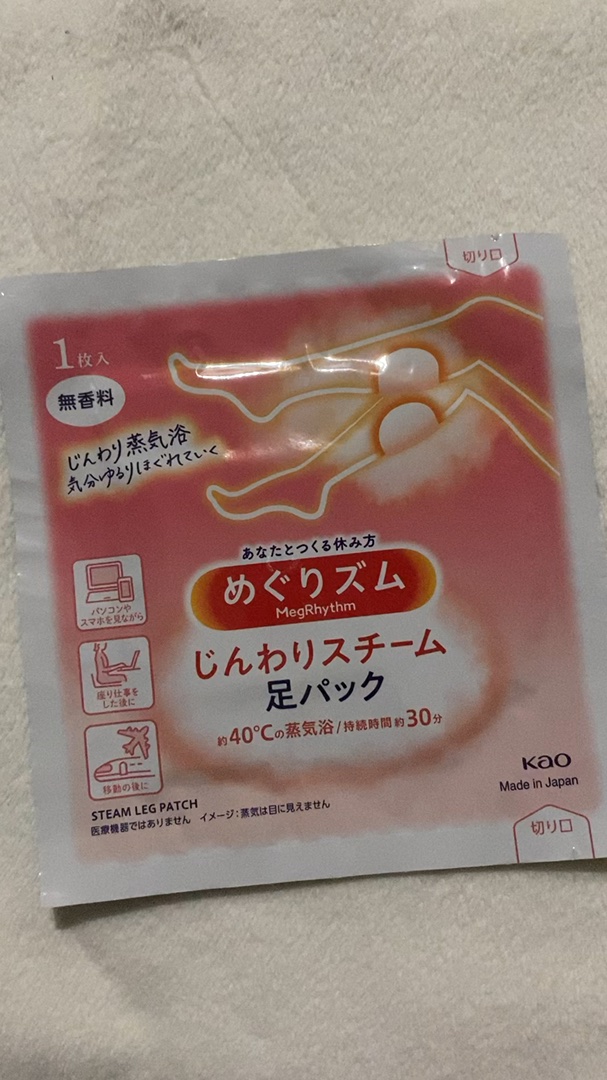 切り口
1枚入
無香料
じんわり蒸気浴
気分ゆるりほぐれていく
あなたとつくる休み方
めぐりズム
MegRhythm
じんわりスチーム
足パック
約40℃の蒸気浴/持続時間約30分
パソコンや
スマホを見ながら
座り仕事を
した後に
移動の後に
Kao
Made in Japan
STEAM LEG PATCH
医療機器ではありません イメージ:蒸気は目に見えません
切り口